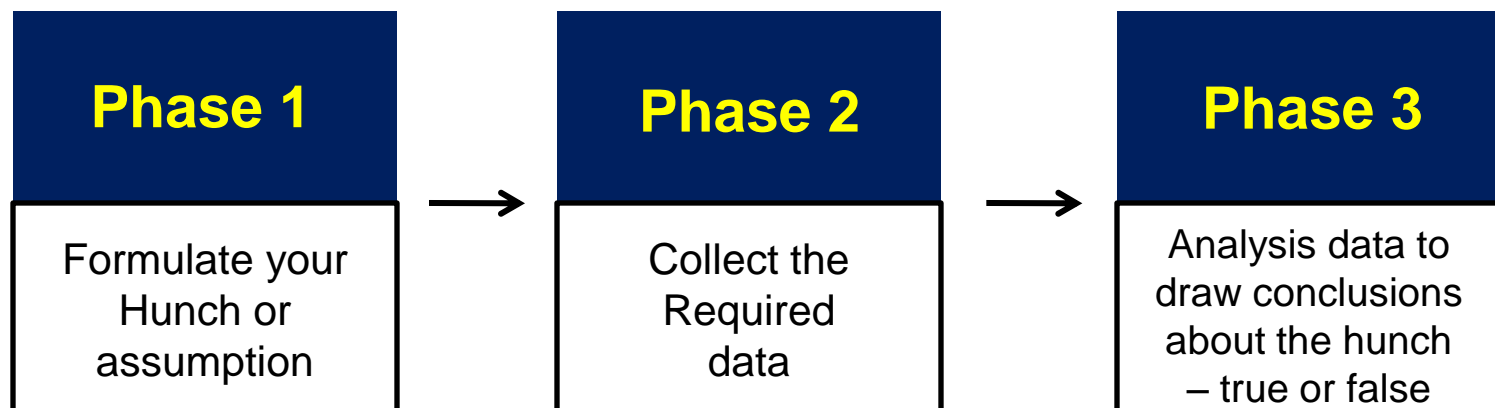 Phase 1
Formulate your
Hunch or
assumption
Phase 2
Collect the
Required
data
Phase 3
Analysis data to
draw conclusions
about the hunch
– true or false